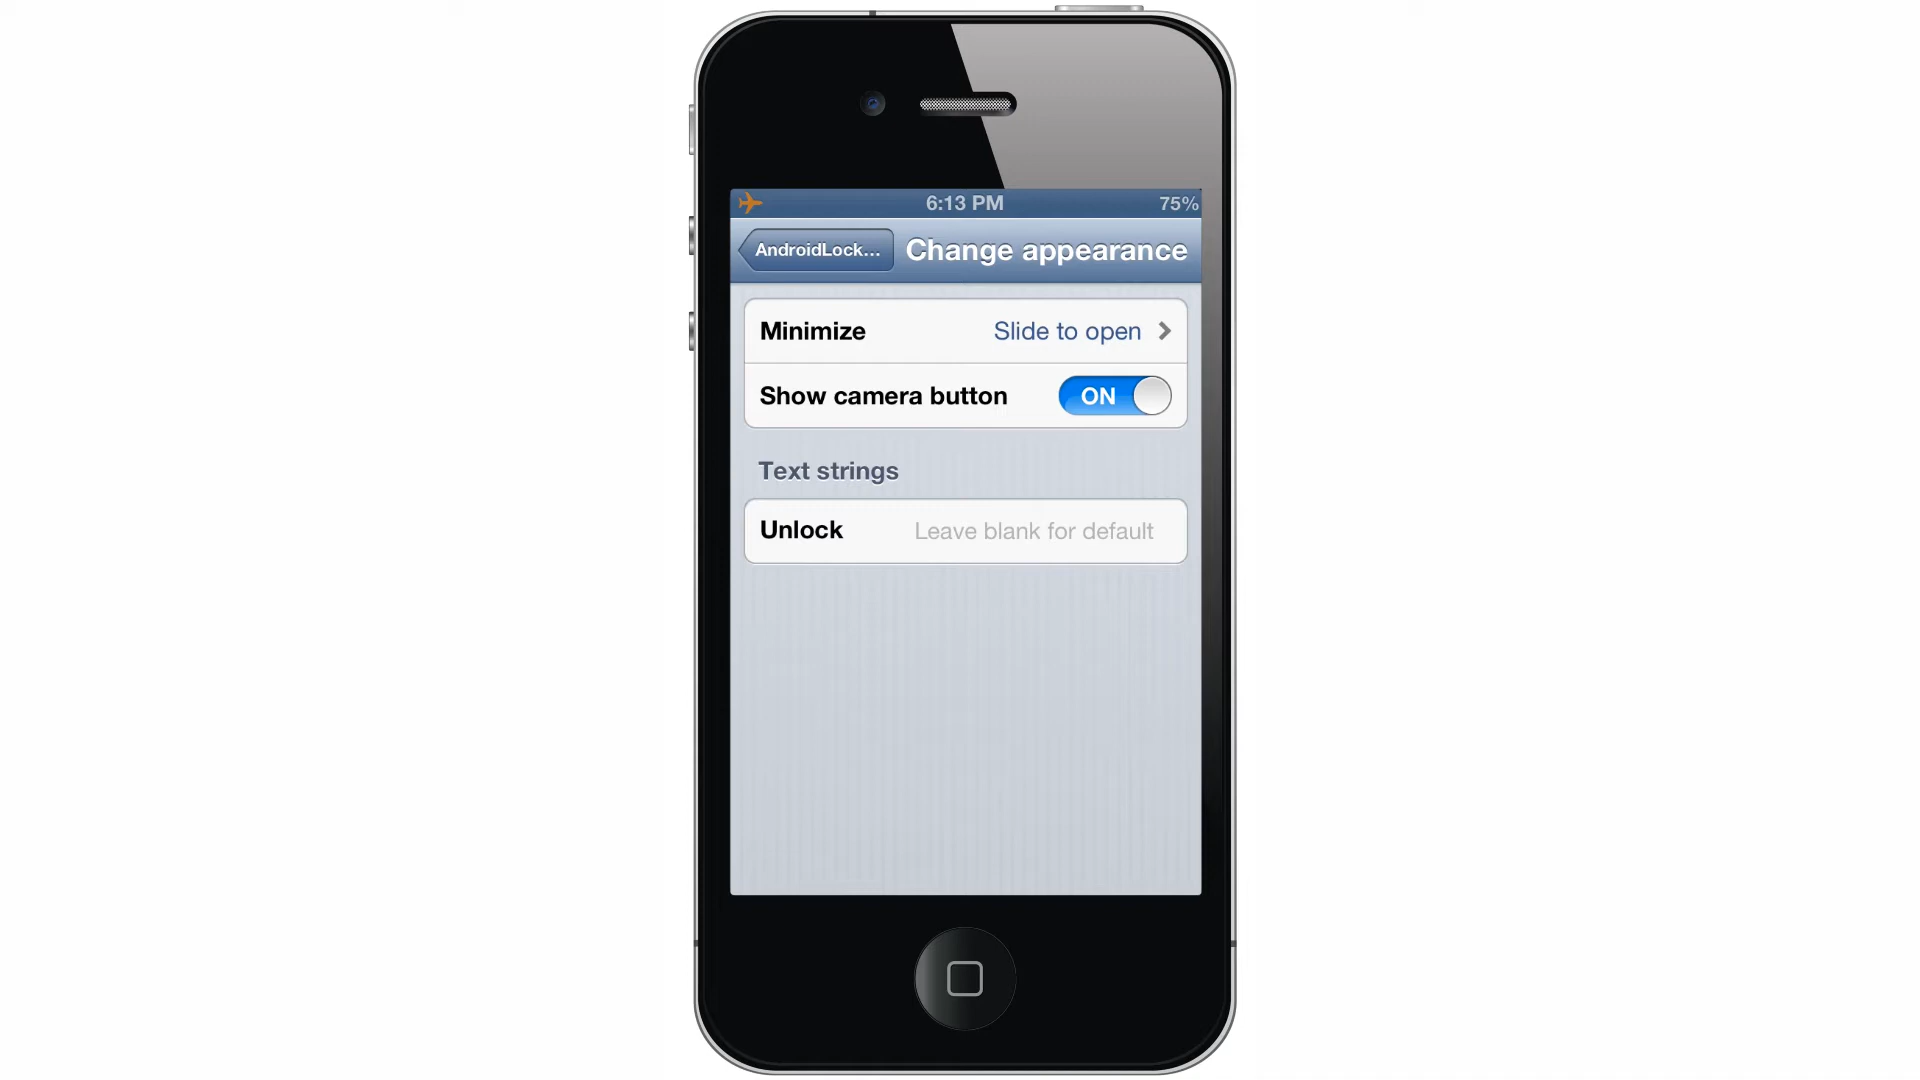 6:13 PM
75%
AndroidLock...
Change appearance
Minimize
Slide to open
Show camera button
ON
Text strings
Unlock
Leave blank for default